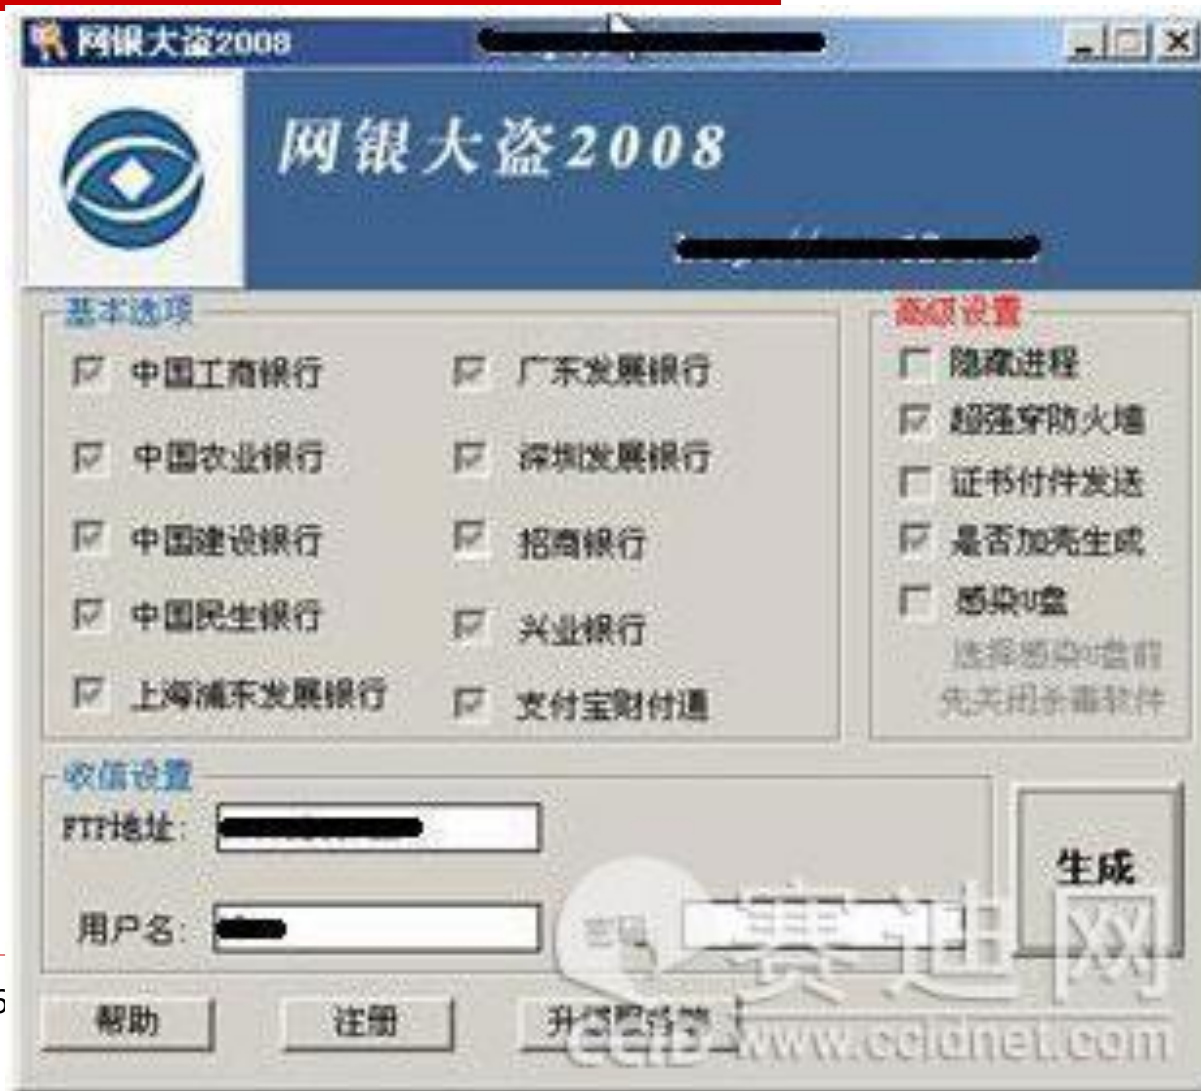 网银大盗2008
网银大盗2008
基本选项
中国工商银行
广东发展银行
中国农业银行
深圳发展银行
中国建设银行
招商银行
中国民生银行
兴业银行
上海浦东发展银行
支付宝财付通
高级设置
隐藏进程
超强穿防火墙
证书付件发送
是否加壳生成
感染U盘
选择感染U盘前
先关闭杀毒软件
收信设置
FTP地址:
用户名:
密码
生成
帮助
注册
赛迪网
CCID www.ccidnet.com